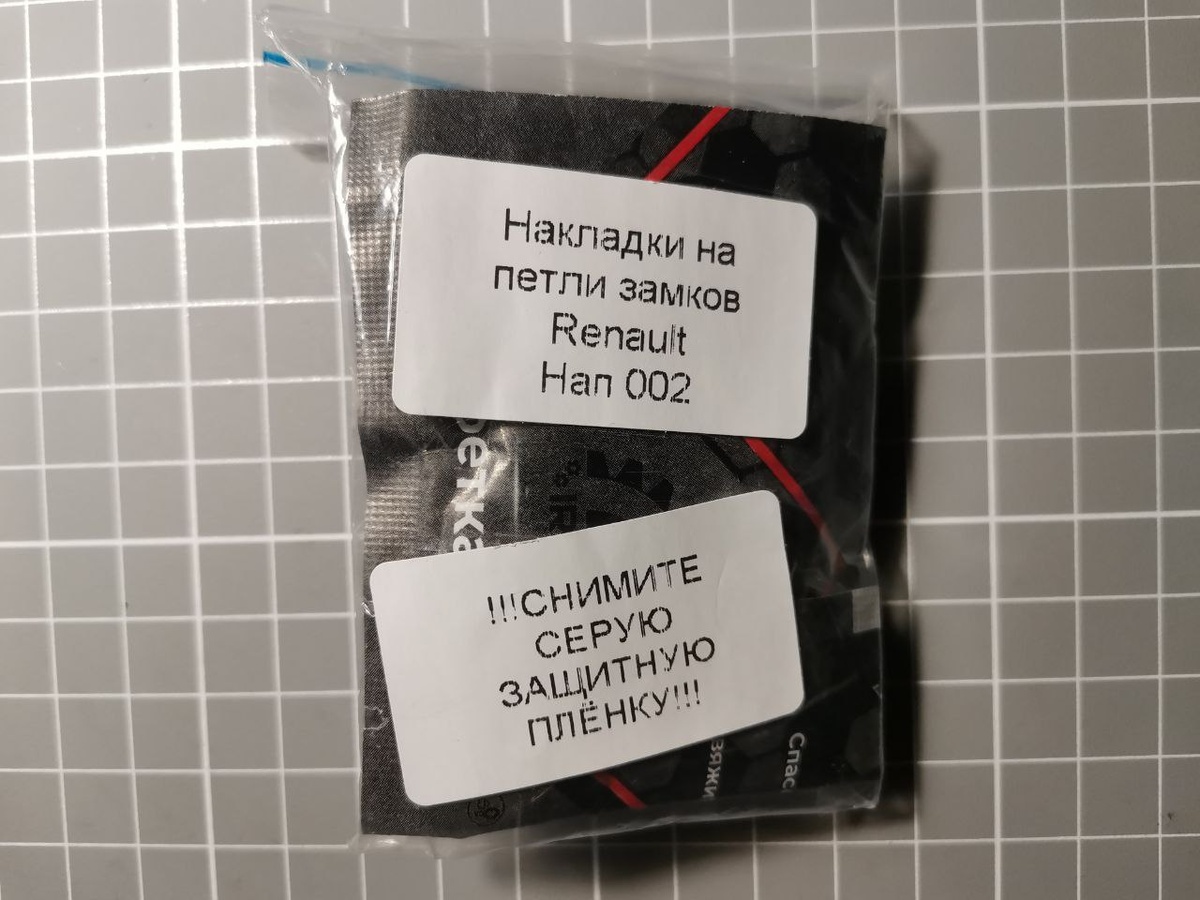 Накладки на
петли замков
Renault
Нап 002
!!!СНИМИТЕ
СЕРУЮ
ЗАЩИТНУЮ
ПЛЁНКУ!!!